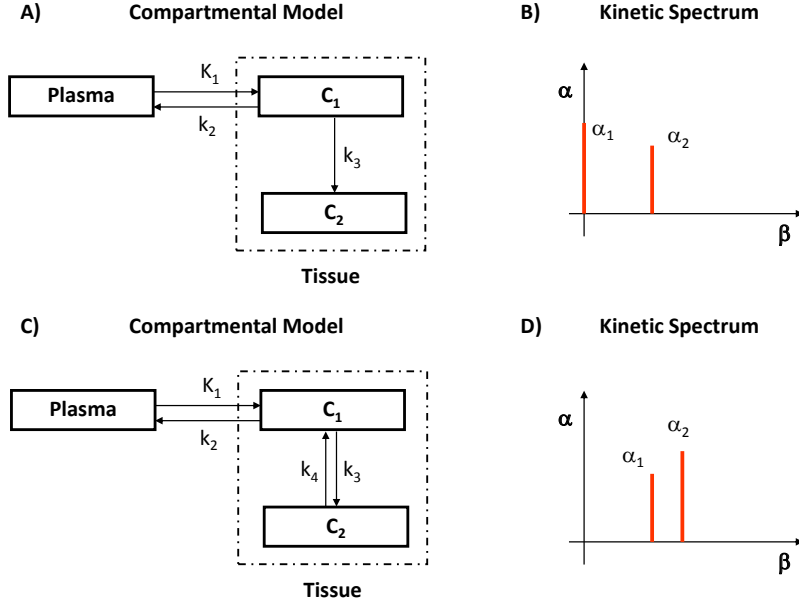 A) Compartmental Model B) Kinetic Spectrum
Plasma K₁ C₁
k₂
k₃
C₂
Tissue
α
α₁ α₂
β
C) Compartmental Model D) Kinetic Spectrum
Plasma K₁ C₁
k₂
k₄ k₃
C₂
Tissue
α
α₁ α₂
β